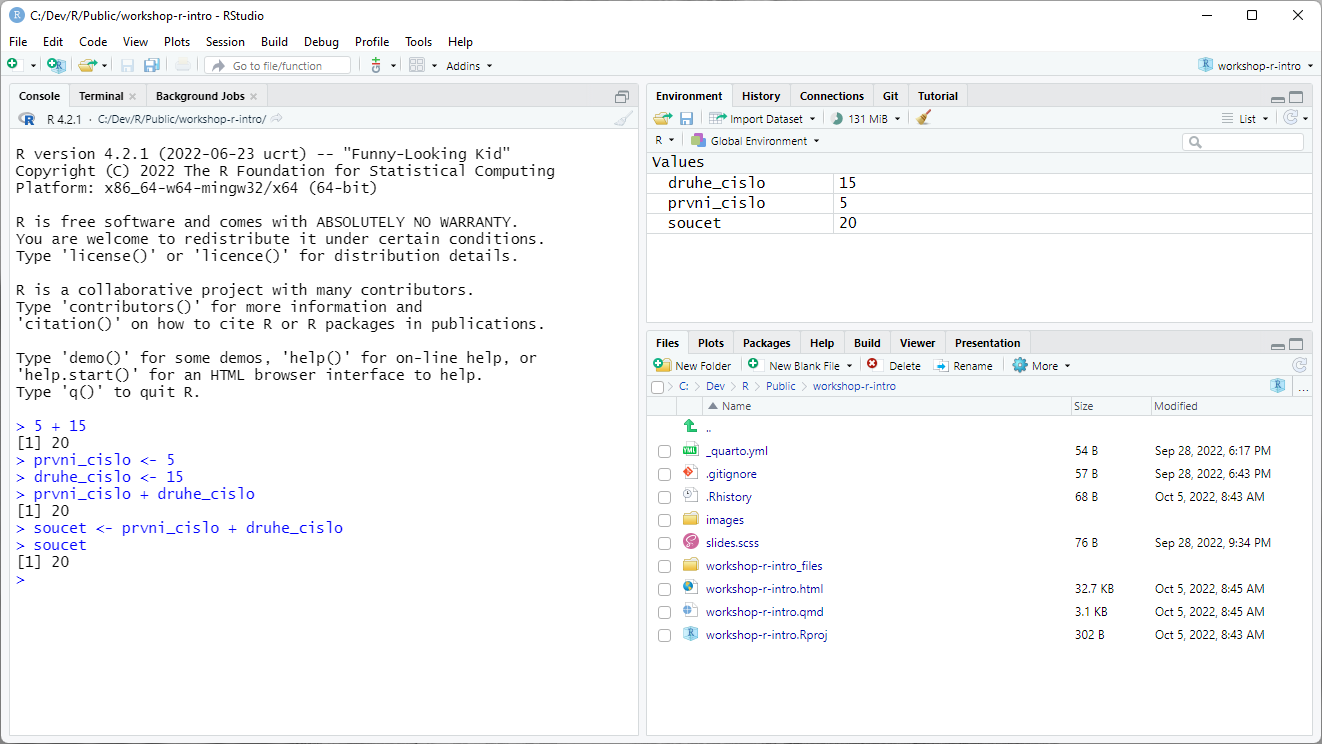 C:/Dev/R/Public/workshop-r-intro - RStudio
File Edit Code View Plots Session Build Debug Profile Tools Help
Go to file/function Addins workshop-r-intro
Console Terminal Background Jobs
R 4.2.1 · C:/Dev/R/Public/workshop-r-intro/
R version 4.2.1 (2022-06-23 ucrt) -- "Funny-Looking Kid"
Copyright (C) 2022 The R Foundation for Statistical Computing
Platform: x86_64-w64-mingw32/x64 (64-bit)
R is free software and comes with ABSOLUTELY NO WARRANTY.
You are welcome to redistribute it under certain conditions.
Type 'license()' or 'licence()' for distribution details.
R is a collaborative project with many contributors.
Type 'contributors()' for more information and
'citation()' on how to cite R or R packages in publications.
Type 'demo()' for some demos, 'help()' for on-line help, or
'help.start()' for an HTML browser interface to help.
Type 'q()' to quit R.
> 5 + 15
[1] 20
> prvni_cislo <- 5
> druhe_cislo <- 15
> prvni_cislo + druhe_cislo
[1] 20
> soucet <- prvni_cislo + druhe_cislo
> soucet
[1] 20
>
Environment History Connections Git Tutorial
Import Dataset 131 MiB List
R Global Environment
Values
druhe_cislo 15
prvni_cislo 5
soucet 20
Files Plots Packages Help Build Viewer Presentation
New Folder New Blank File Delete Rename More
C: Dev R Public workshop-r-intro ...
Name Size Modified
..
_quarto.yml 54 B Sep 28, 2022, 6:17 PM
.gitignore 57 B Sep 28, 2022, 6:43 PM
.Rhistory 68 B Oct 5, 2022, 8:43 AM
images
slides.scss 76 B Sep 28, 2022, 9:34 PM
workshop-r-intro_files
workshop-r-intro.html 32.7 KB Oct 5, 2022, 8:45 AM
workshop-r-intro.qmd 3.1 KB Oct 5, 2022, 8:45 AM
workshop-r-intro.Rproj 302 B Oct 5, 2022, 8:43 AM